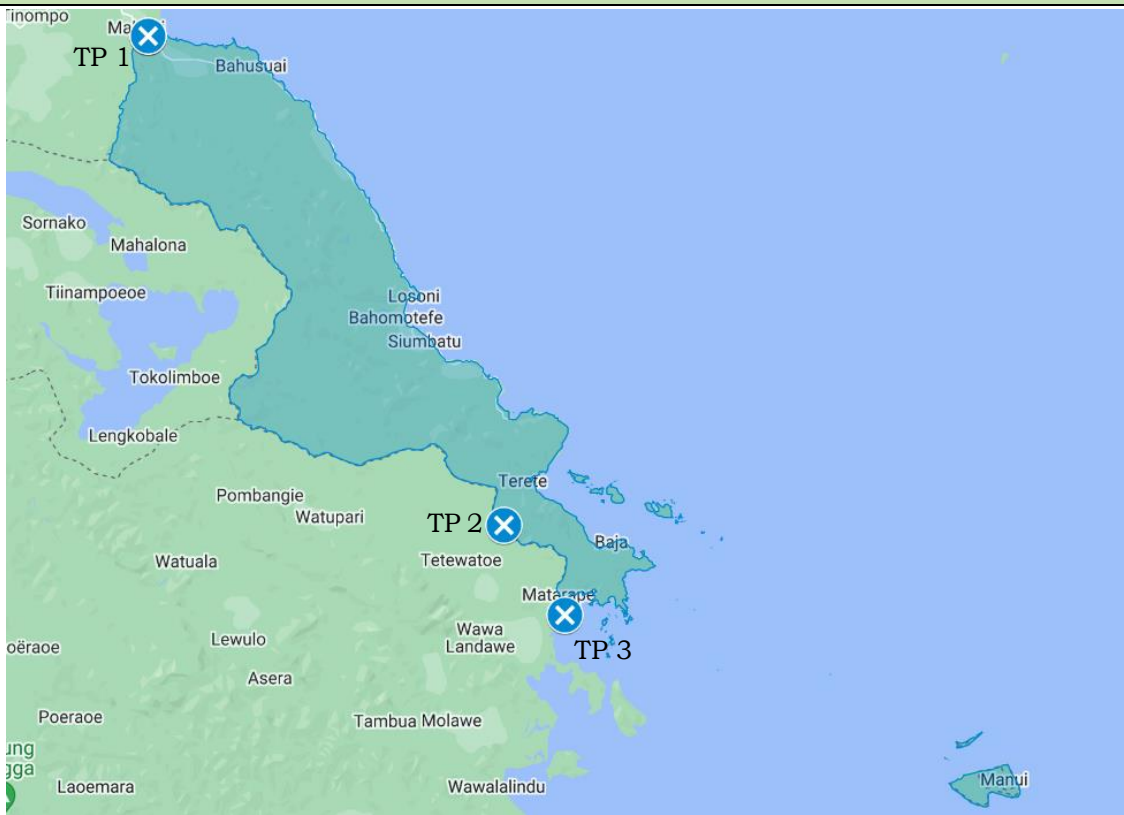 TP 1
Bahusuai
Sornako
Mahalona
Tiinampoeoe
Losoni
Bahomotefe
Siumbatu
Tokolimboe
Lengkobale
Terete
Pombangie
Watupari
TP 2
Baja
Watuala
Tetewatoe
Matarape
Lewulo
Wawa
Landawe
TP 3
Asera
Poeraoe
Tambua Molawe
Manui
Laoemara
Wawalalindu